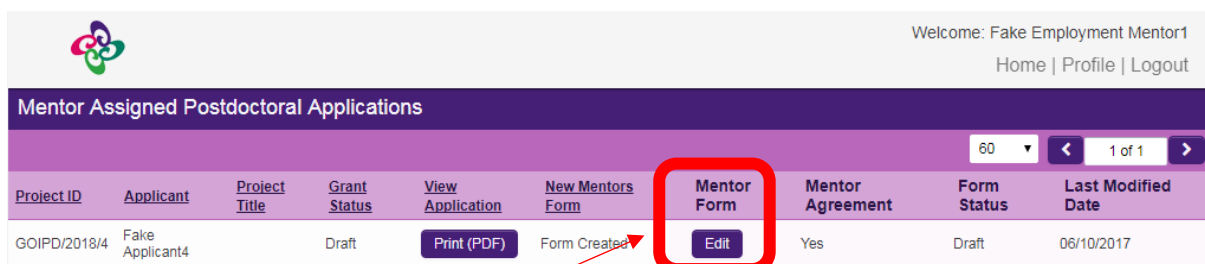 Welcome: Fake Employment Mentor1
Home | Profile | Logout
Mentor Assigned Postdoctoral Applications
60 1 of 1
Project ID Applicant Project Title Grant Status View Application New Mentors Form Mentor Form Mentor Agreement Form Status Last Modified Date
GOIPD/2018/4 Fake Applicant4 Draft Print (PDF) Form Created Edit Yes Draft 06/10/2017